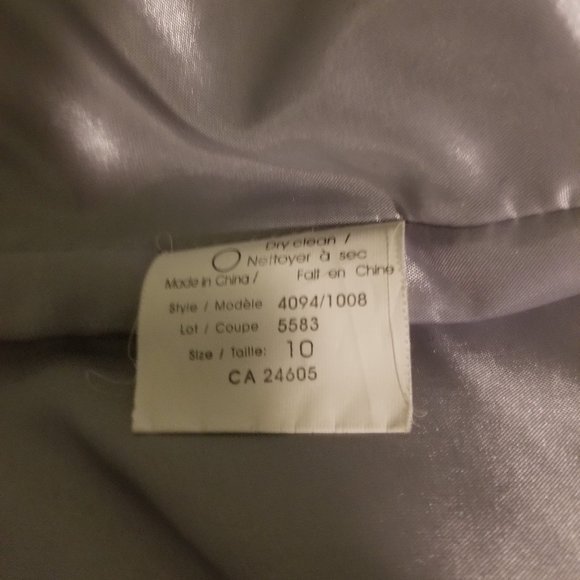 Dry clean /
Nettoyer à sec
Made in China / Fait en Chine
Style / Modèle 4094/1008
Lot / Coupe 5583
Size / Taille: 10
CA 24605